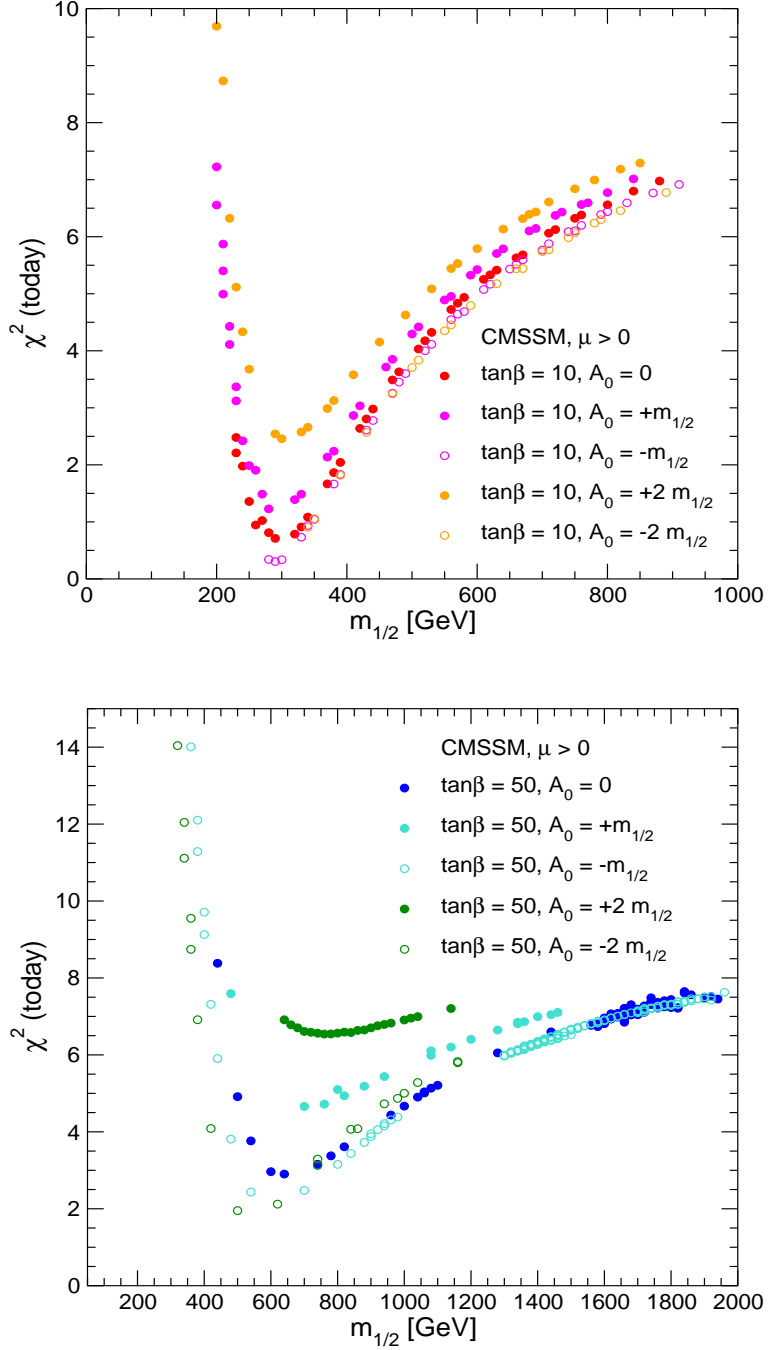 10
8
6
4
2
0
χ² (today)
CMSSM, μ > 0
tanβ = 10, A₀ = 0
tanβ = 10, A₀ = +m₁/₂
tanβ = 10, A₀ = -m₁/₂
tanβ = 10, A₀ = +2 m₁/₂
tanβ = 10, A₀ = -2 m₁/₂
0 200 400 600 800 1000
m₁/₂ [GeV]
14
12
10
8
6
4
2
0
χ² (today)
CMSSM, μ > 0
tanβ = 50, A₀ = 0
tanβ = 50, A₀ = +m₁/₂
tanβ = 50, A₀ = -m₁/₂
tanβ = 50, A₀ = +2 m₁/₂
tanβ = 50, A₀ = -2 m₁/₂
200 400 600 800 1000 1200 1400 1600 1800 2000
m₁/₂ [GeV]